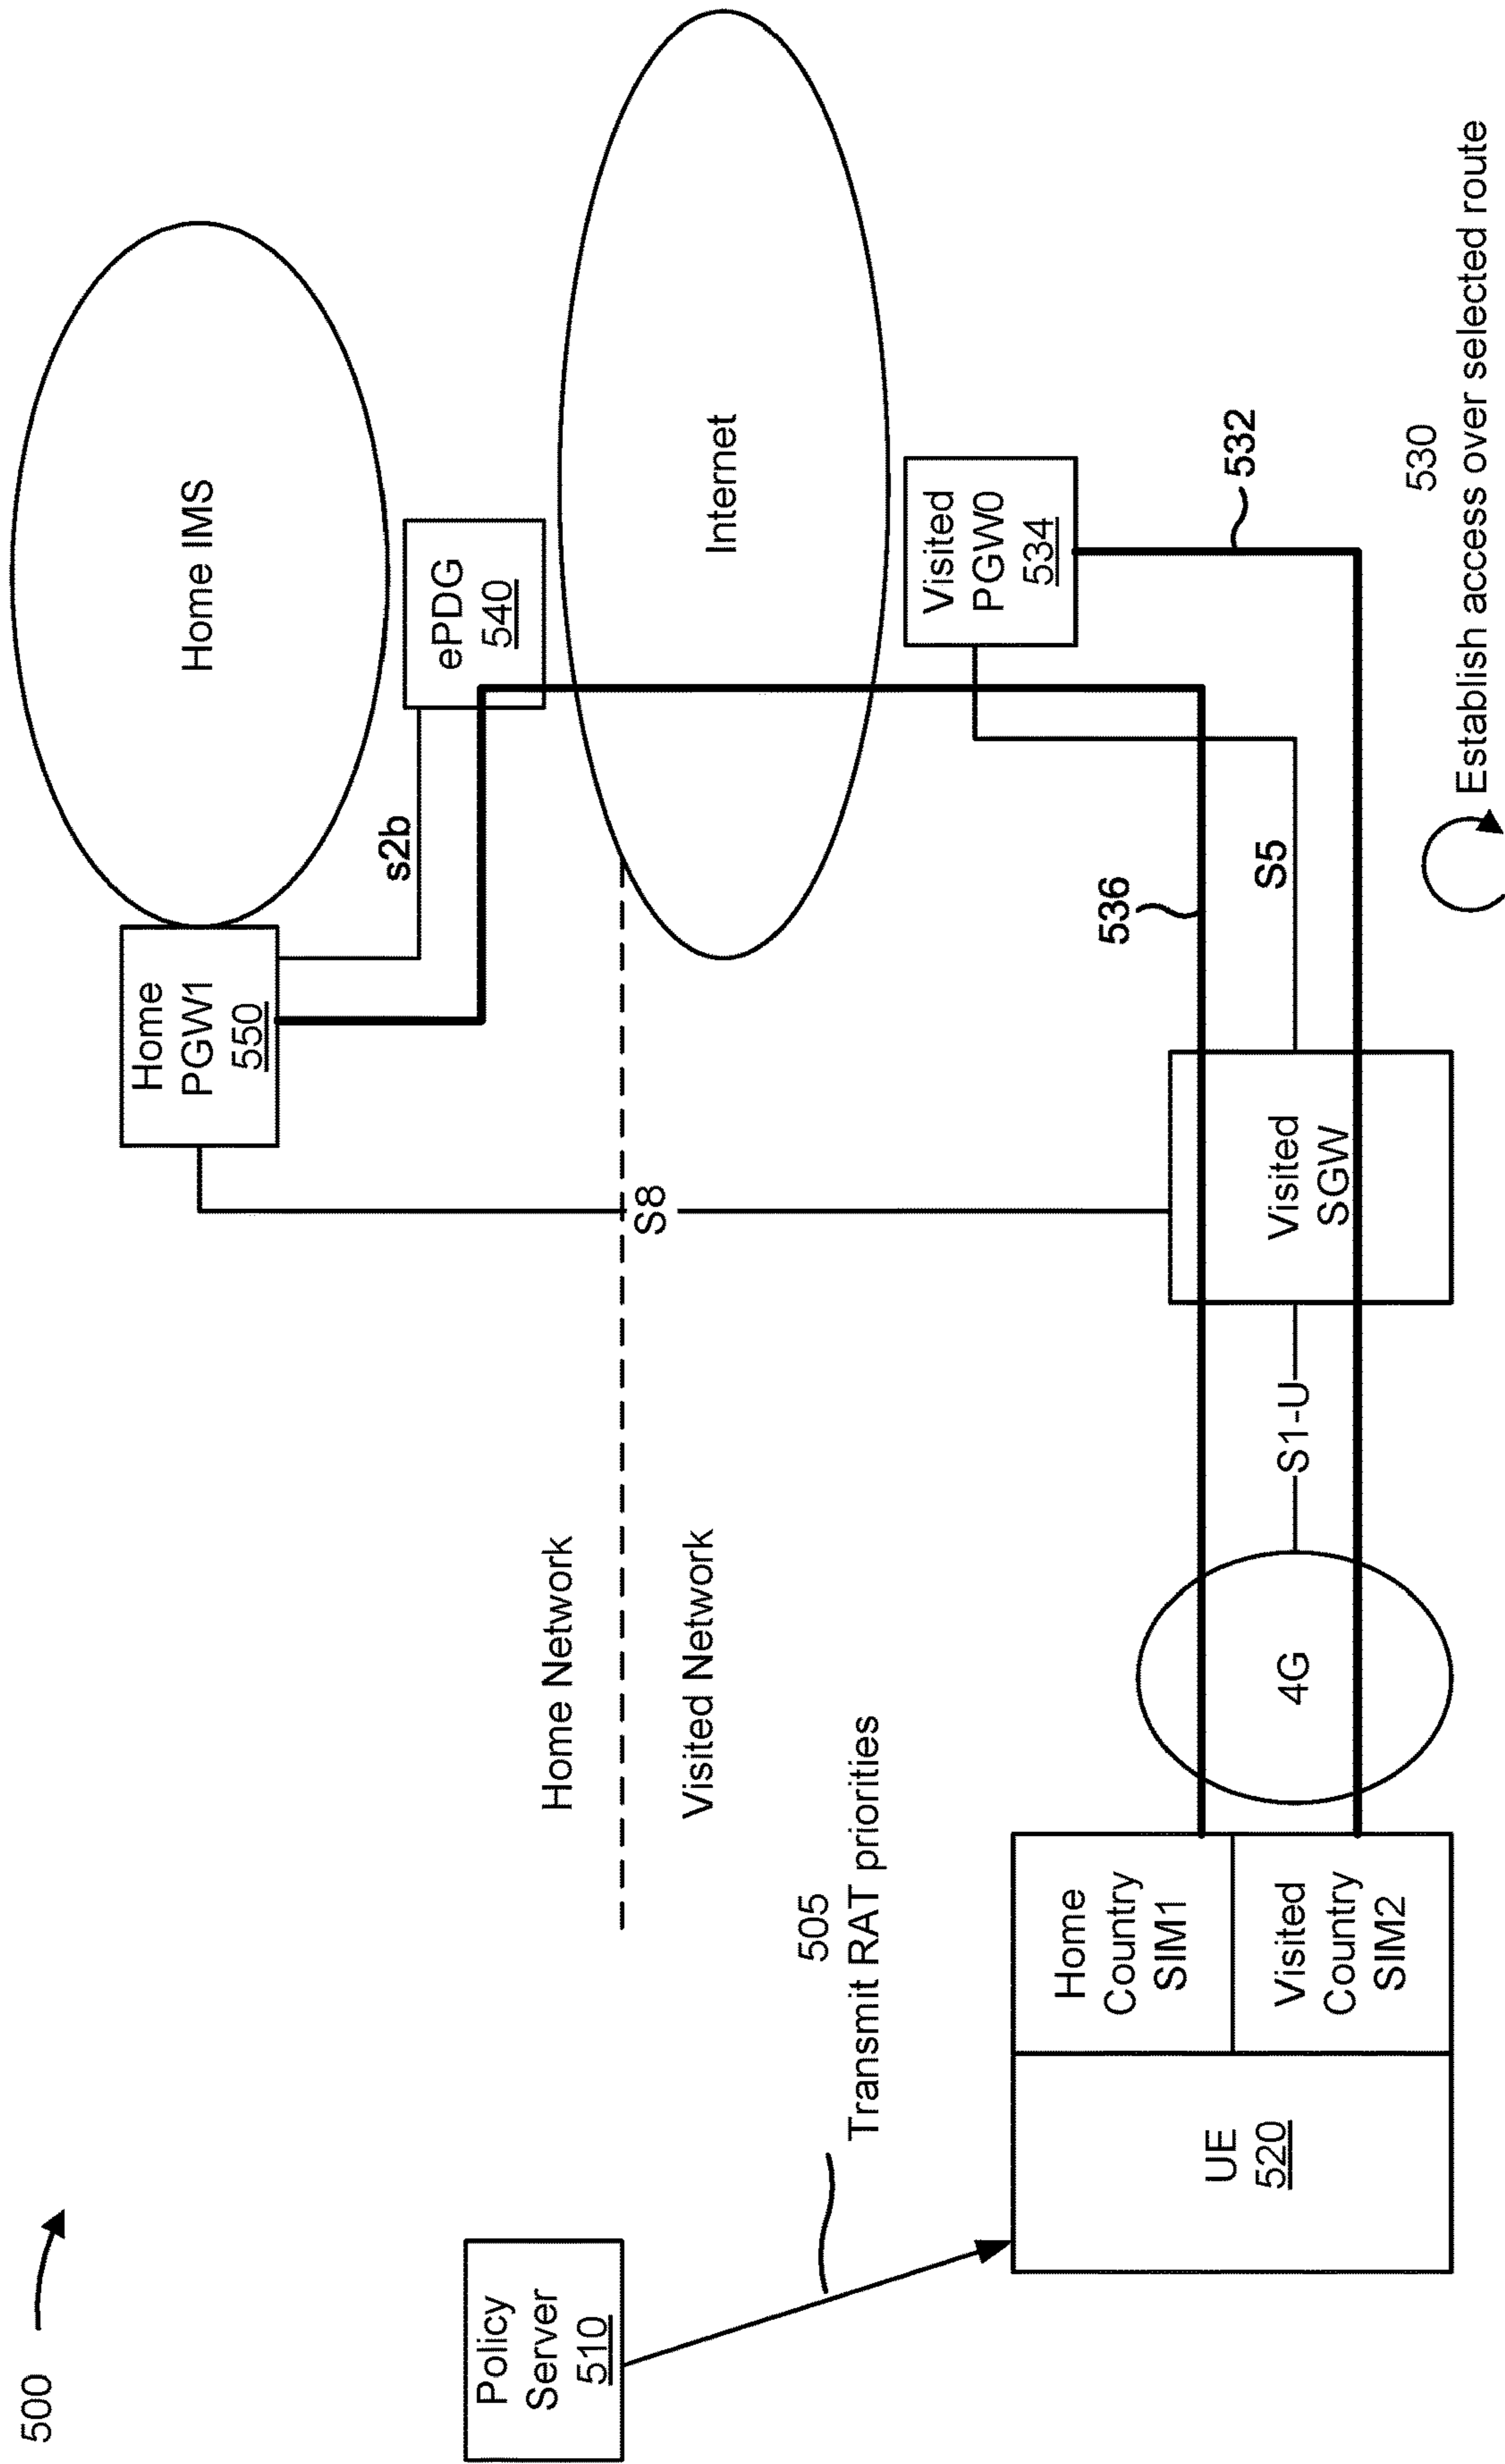 500
Policy
Server
510
505
Transmit RAT priorities
UE
520
Home
Country
SIM1
Visited
Country
SIM2
Home Network
Visited Network
4G
S1-U
Visited
SGW
S8
Home
PGW1
550
s2b
Home IMS
ePDG
540
Internet
Visited
PGW0
534
536
S5
532
530
Establish access over selected route